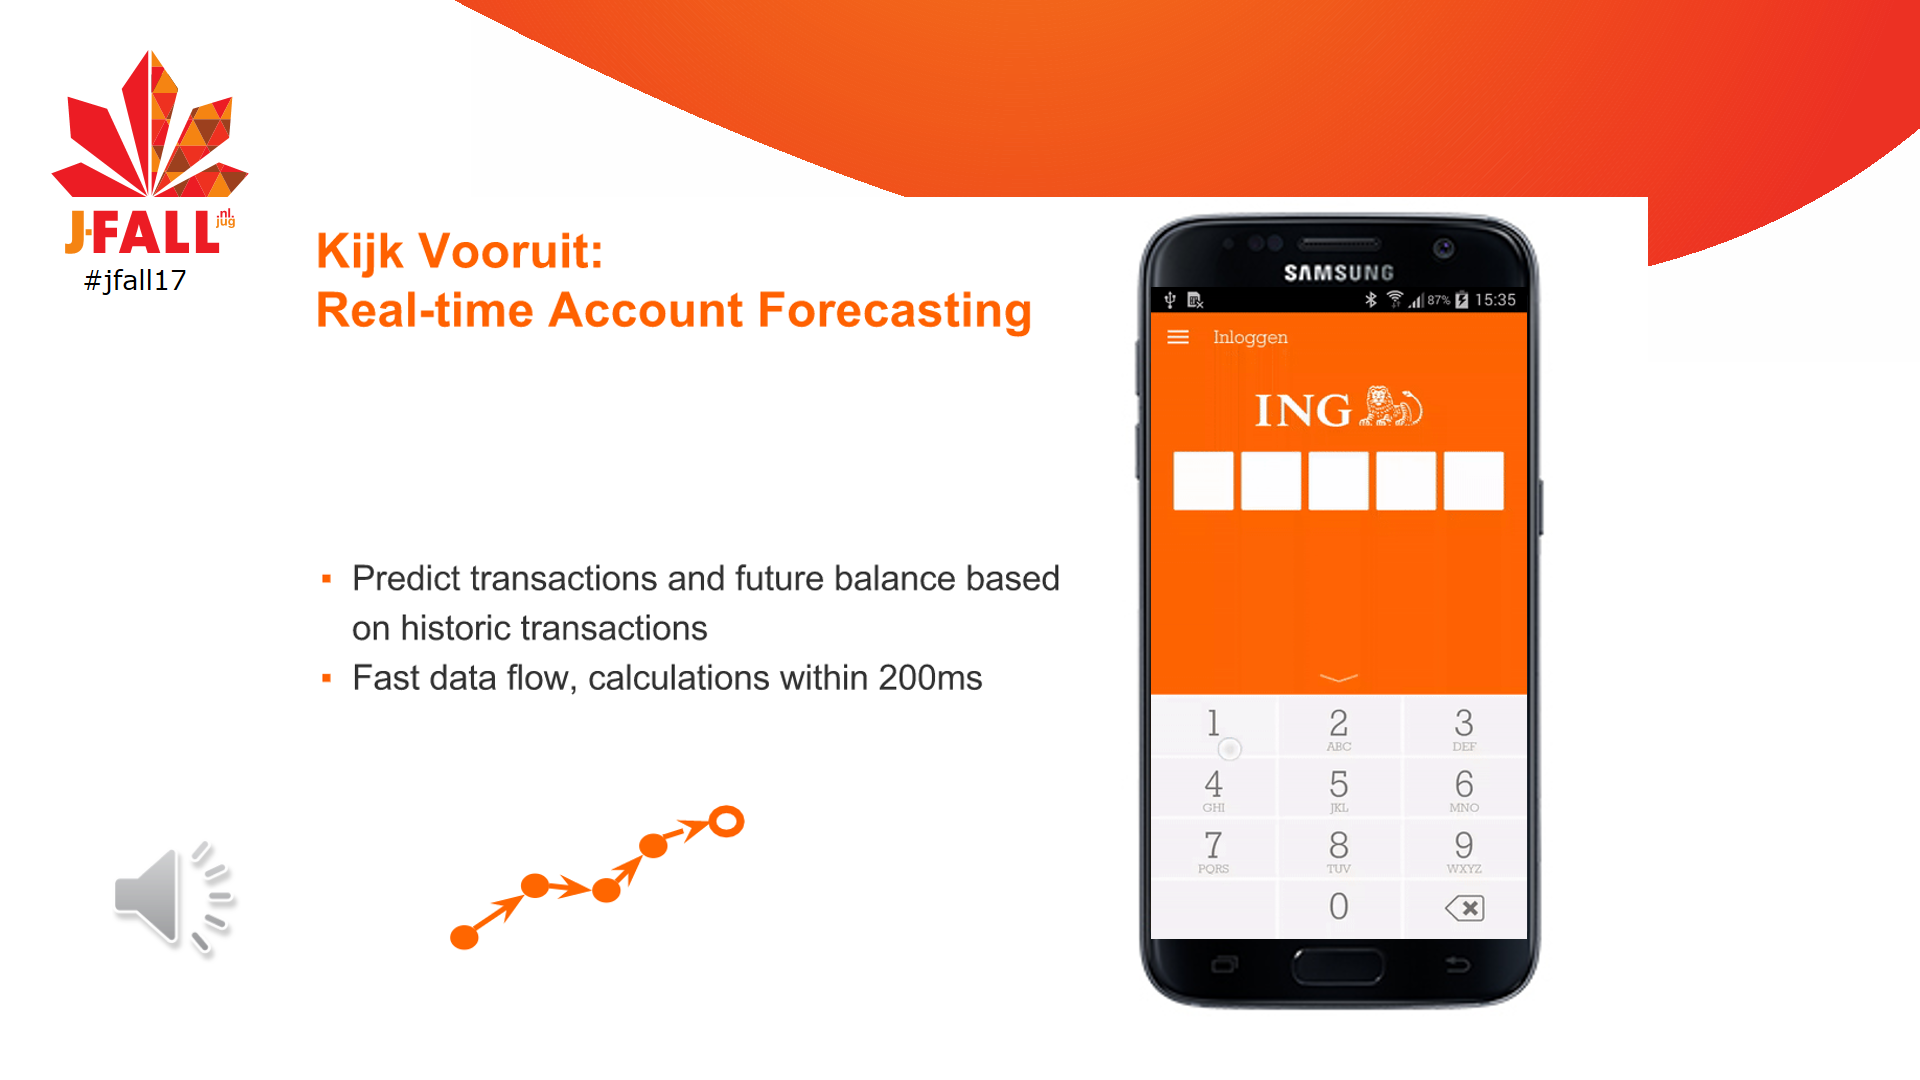 J-FALL
nl.
jug
#jfall17
Kijk Vooruit:
Real-time Account Forecasting
▪ Predict transactions and future balance based
on historic transactions
▪ Fast data flow, calculations within 200ms
SAMSUNG
87% 15:35
Inloggen
ING
1
2
ABC
3
DEF
4
GHI
5
JKL
6
MNO
7
PQRS
8
TUV
9
WXYZ
0